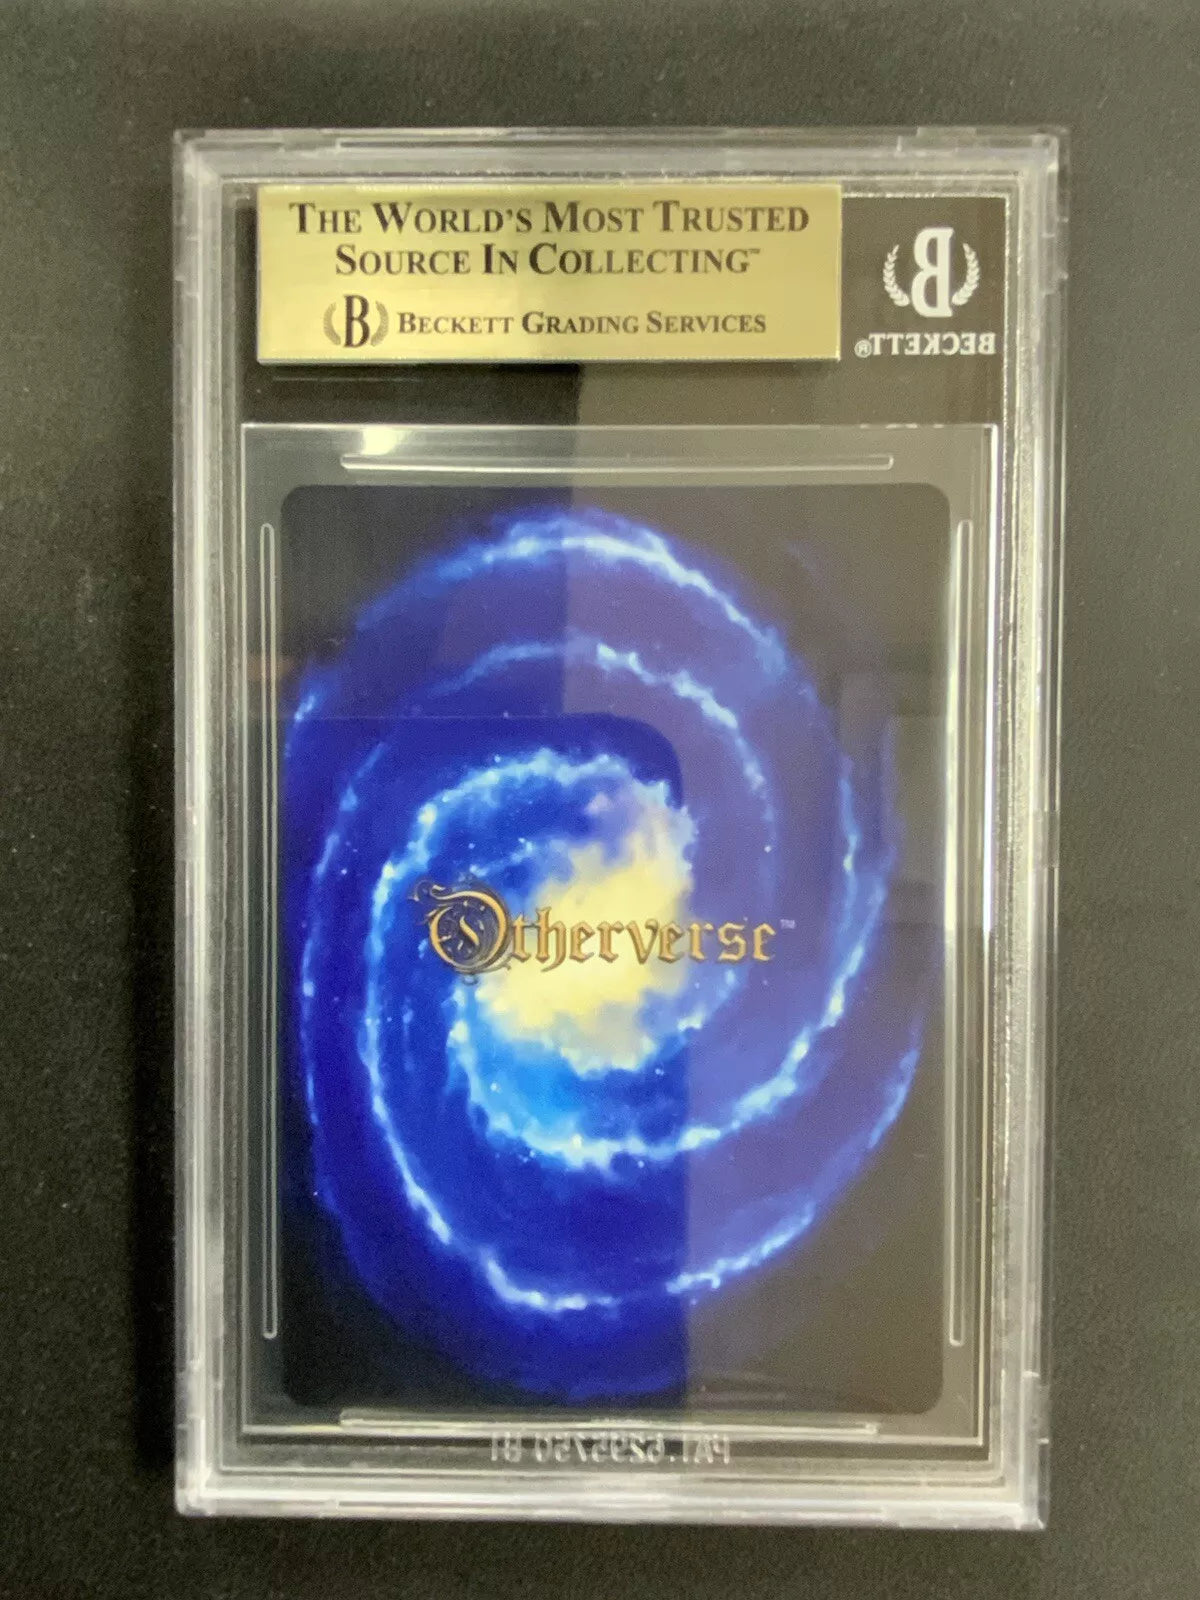 THE WORLD'S MOST TRUSTED
SOURCE IN COLLECTING™
B BECKETT GRADING SERVICES
B
BECKETT®
Otherverse™